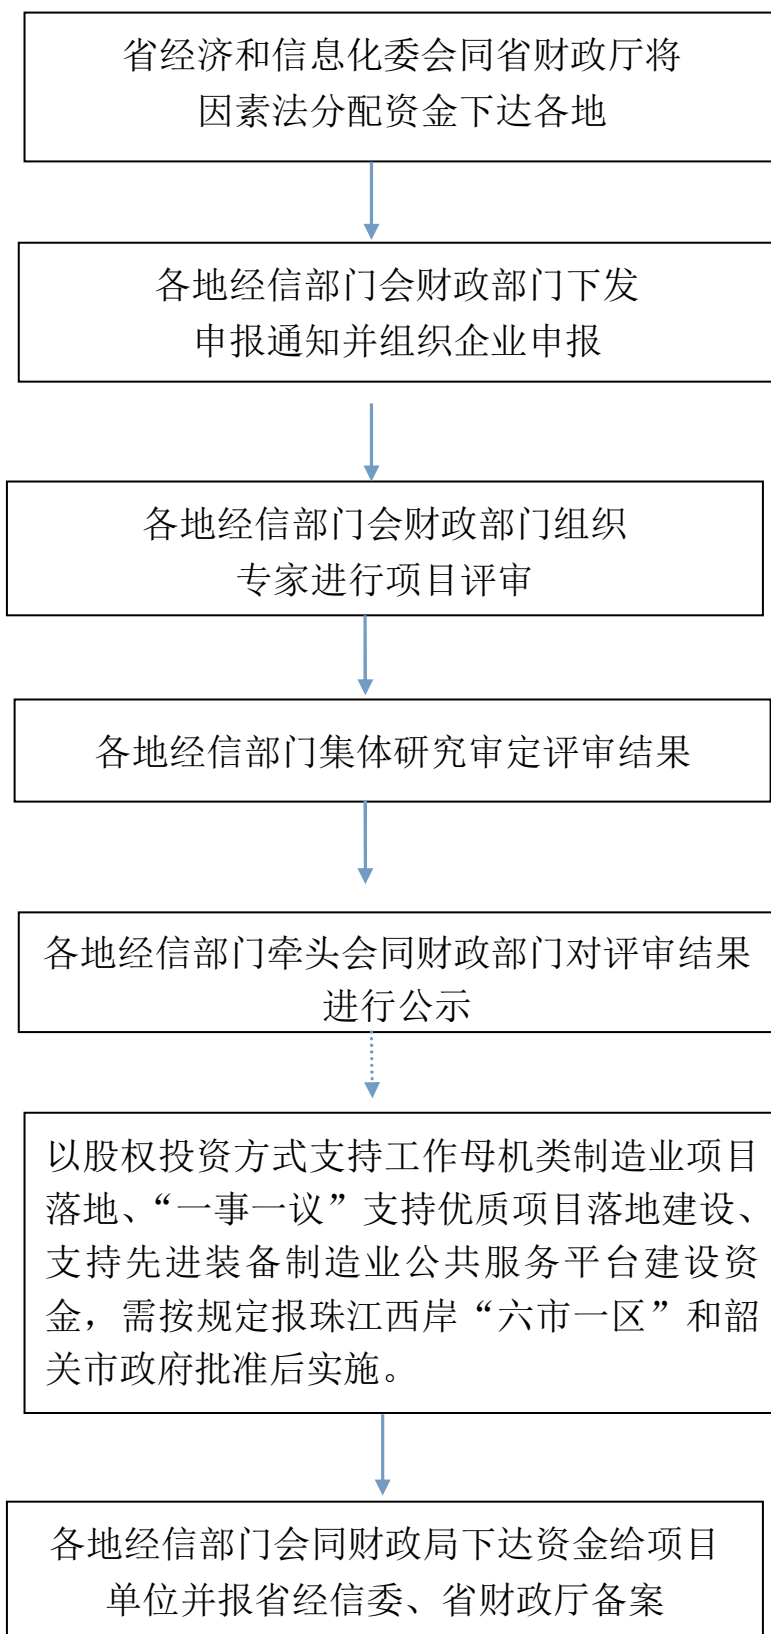 省经济和信息化委会同省财政厅将
因素法分配资金下达各地
各地经信部门会财政部门下发
申报通知并组织企业申报
各地经信部门会财政部门组织
专家进行项目评审
各地经信部门集体研究审定评审结果
各地经信部门牵头会同财政部门对评审结果
进行公示
以股权投资方式支持工作母机类制造业项目
落地、“一事一议”支持优质项目落地建设、
支持先进装备制造业公共服务平台建设资
金，需按规定报珠江西岸“六市一区”和韶
关市政府批准后实施。
各地经信部门会同财政局下达资金给项目
单位并报省经信委、省财政厅备案